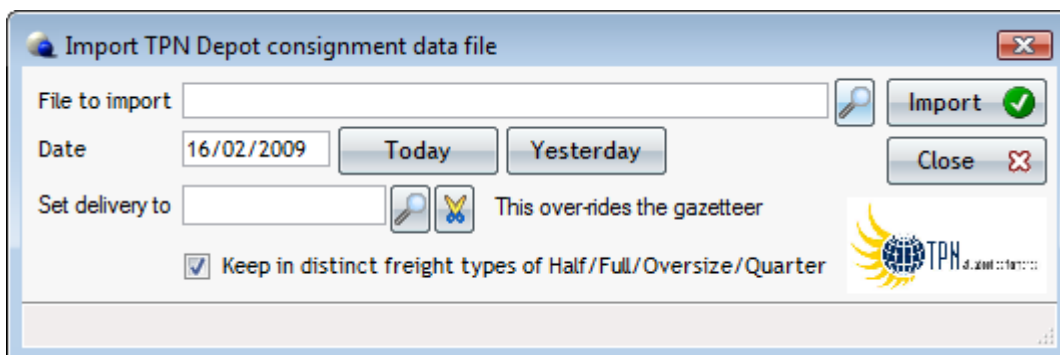 Import TPN Depot consignment data file
File to import Import
Date 16/02/2009 Today Yesterday Close
Set delivery to This over-rides the gazetteer
Keep in distinct freight types of Half/Full/Oversize/Quarter
TPN